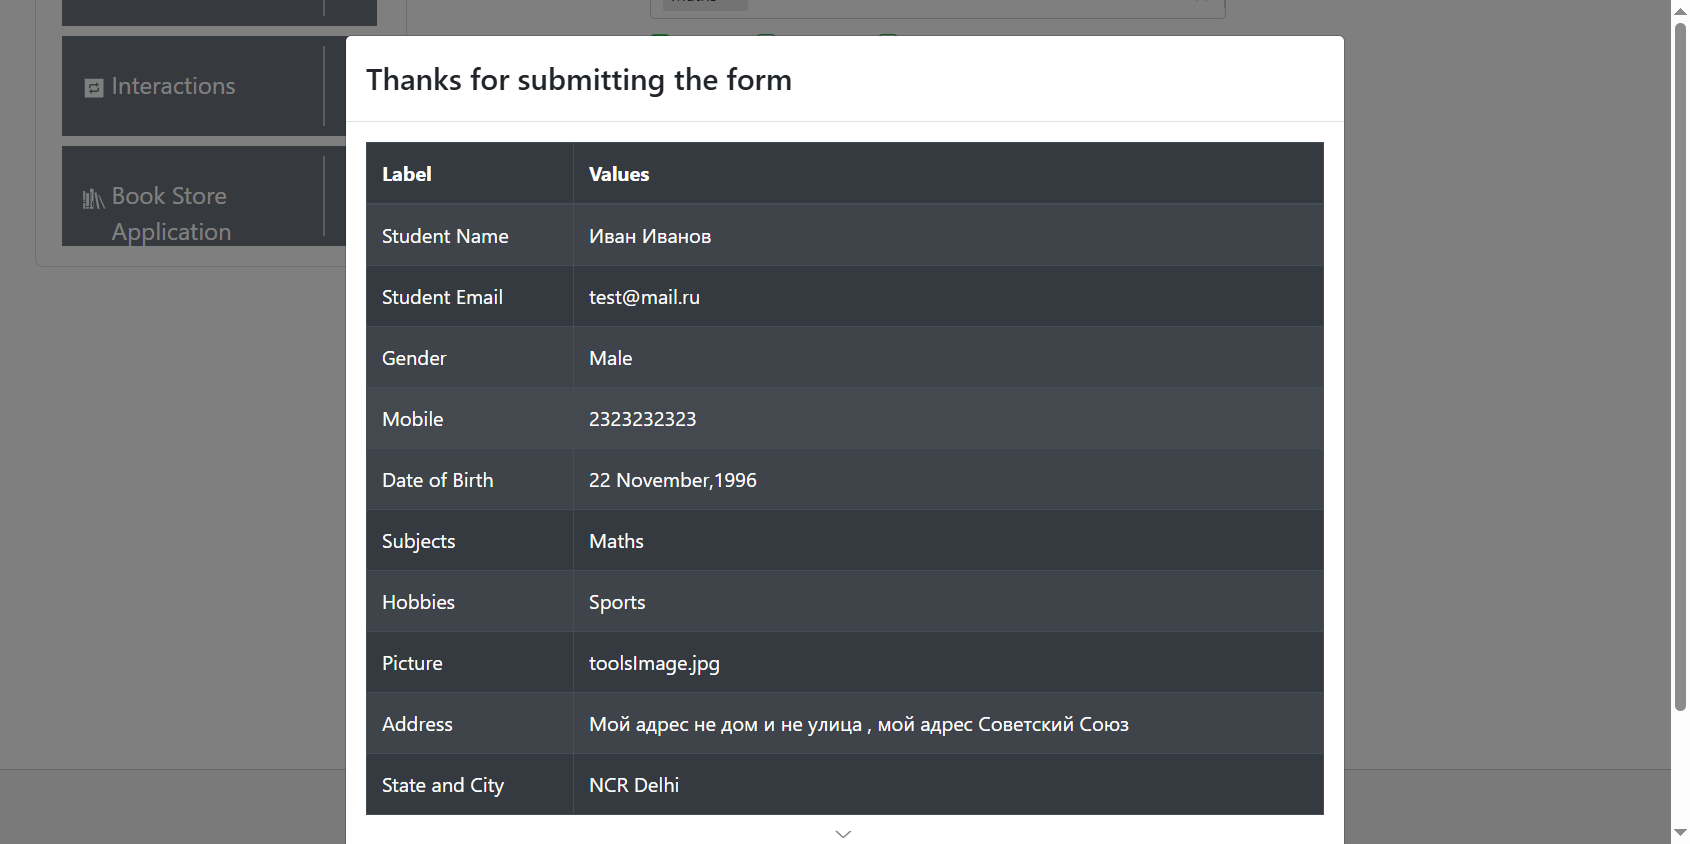 Interactions
Book Store
Application
Thanks for submitting the form
Label Values
Student Name Иван Иванов
Student Email test@mail.ru
Gender Male
Mobile 2323232323
Date of Birth 22 November,1996
Subjects Maths
Hobbies Sports
Picture toolsImage.jpg
Address Мой адрес не дом и не улица , мой адрес Советский Союз
State and City NCR Delhi